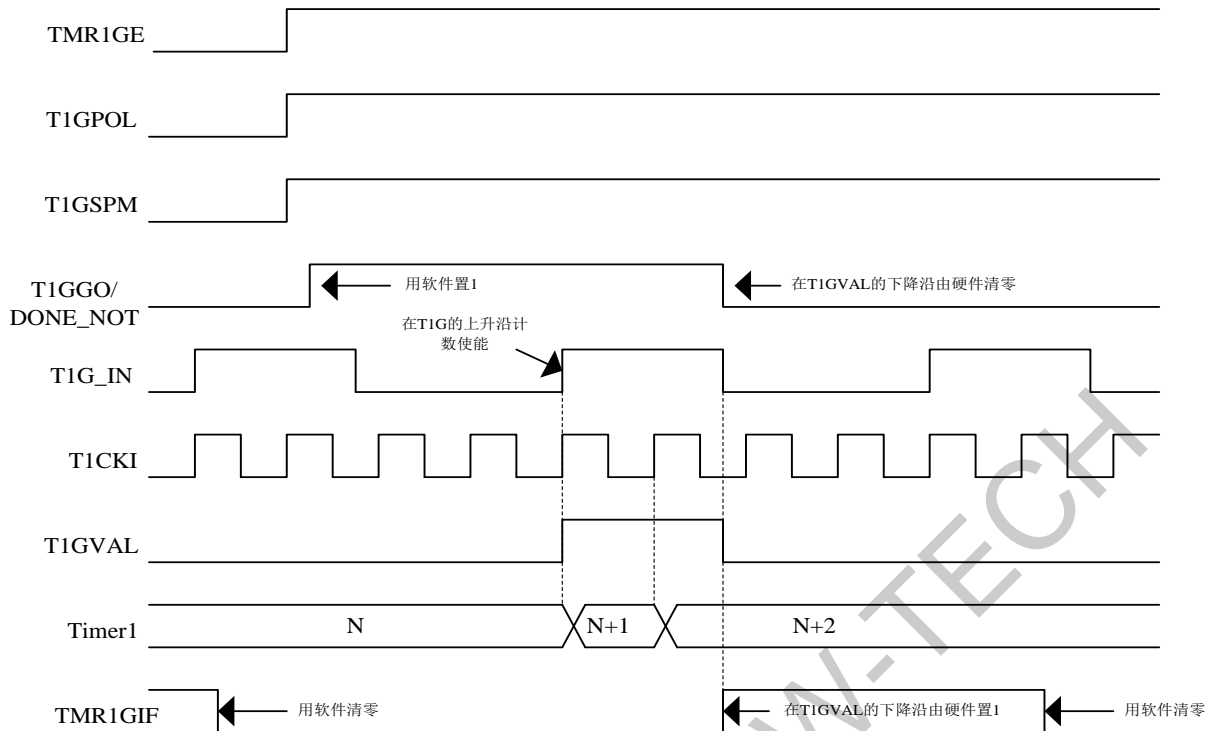 TMR1GE
T1GPOL
T1GSPM
T1GGO/
DONE_NOT
用软件置1
在T1GVAL的下降沿由硬件清零
在T1G的上升沿计
数使能
T1G_IN
T1CKI
T1GVAL
Timer1
N
N+1
N+2
TMR1GIF
用软件清零
在T1GVAL的下降沿由硬件置1
用软件清零
W-TECH